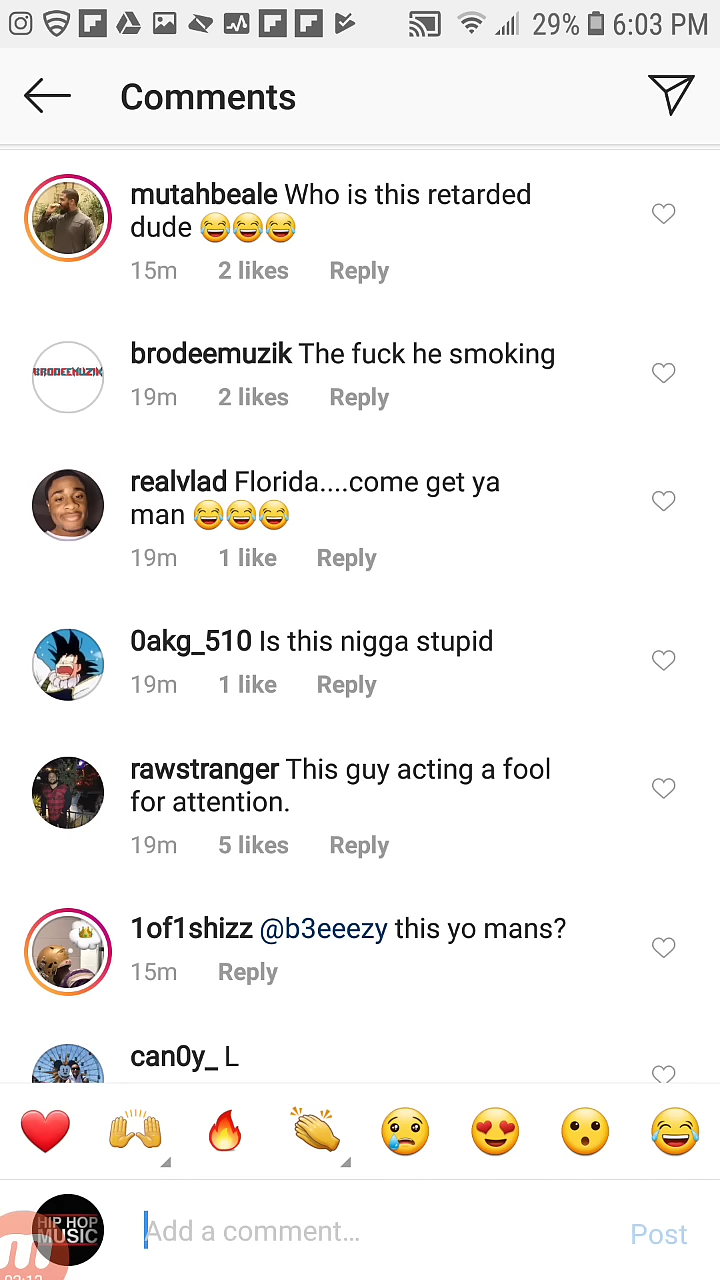 29% 6:03 PM
Comments
mutahbeale Who is this retarded
dude 😂😂😂
15m 2 likes Reply
BRODEEMUZIK
brodeemuzik The fuck he smoking
19m 2 likes Reply
realvlad Florida....come get ya
man 😂😂😂
19m 1 like Reply
0akg_510 Is this nigga stupid
19m 1 like Reply
rawstranger This guy acting a fool
for attention.
19m 5 likes Reply
1of1shizz @b3eeezy this yo mans?
15m Reply
can0y_ L
HIP HOP
MUSIC
Add a comment... Post